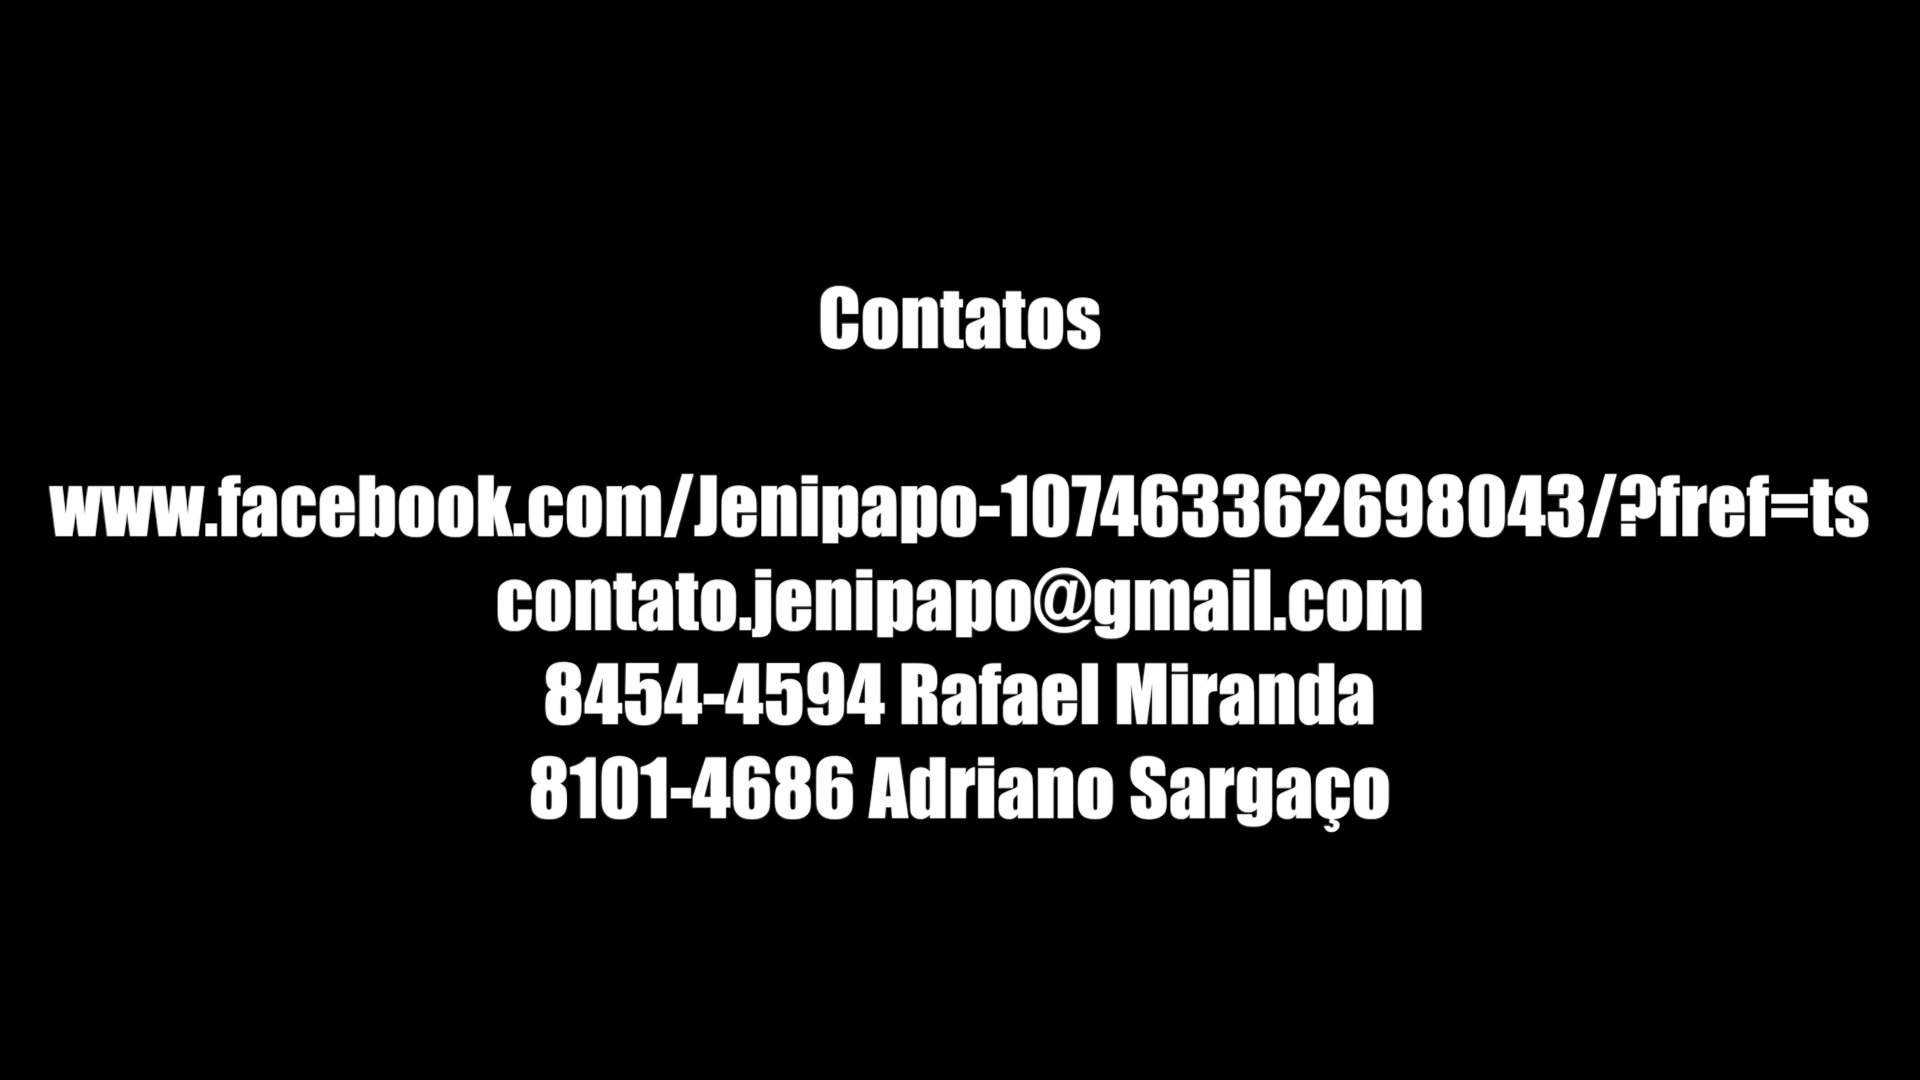 Contatos
www.facebook.com/Jenipapo-107463362698043/?fref=ts
contato.jenipapo@gmail.com
8454-4594 Rafael Miranda
8101-4686 Adriano Sargaço